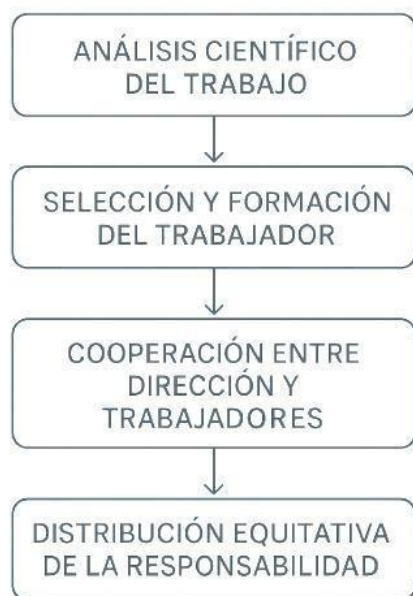 ANÁLISIS CIENTÍFICO
DEL TRABAJO
SELECCIÓN Y FORMACIÓN
DEL TRABAJADOR
COOPERACIÓN ENTRE
DIRECCIÓN Y
TRABAJADORES
DISTRIBUCIÓN EQUITATIVA
DE LA RESPONSABILIDAD